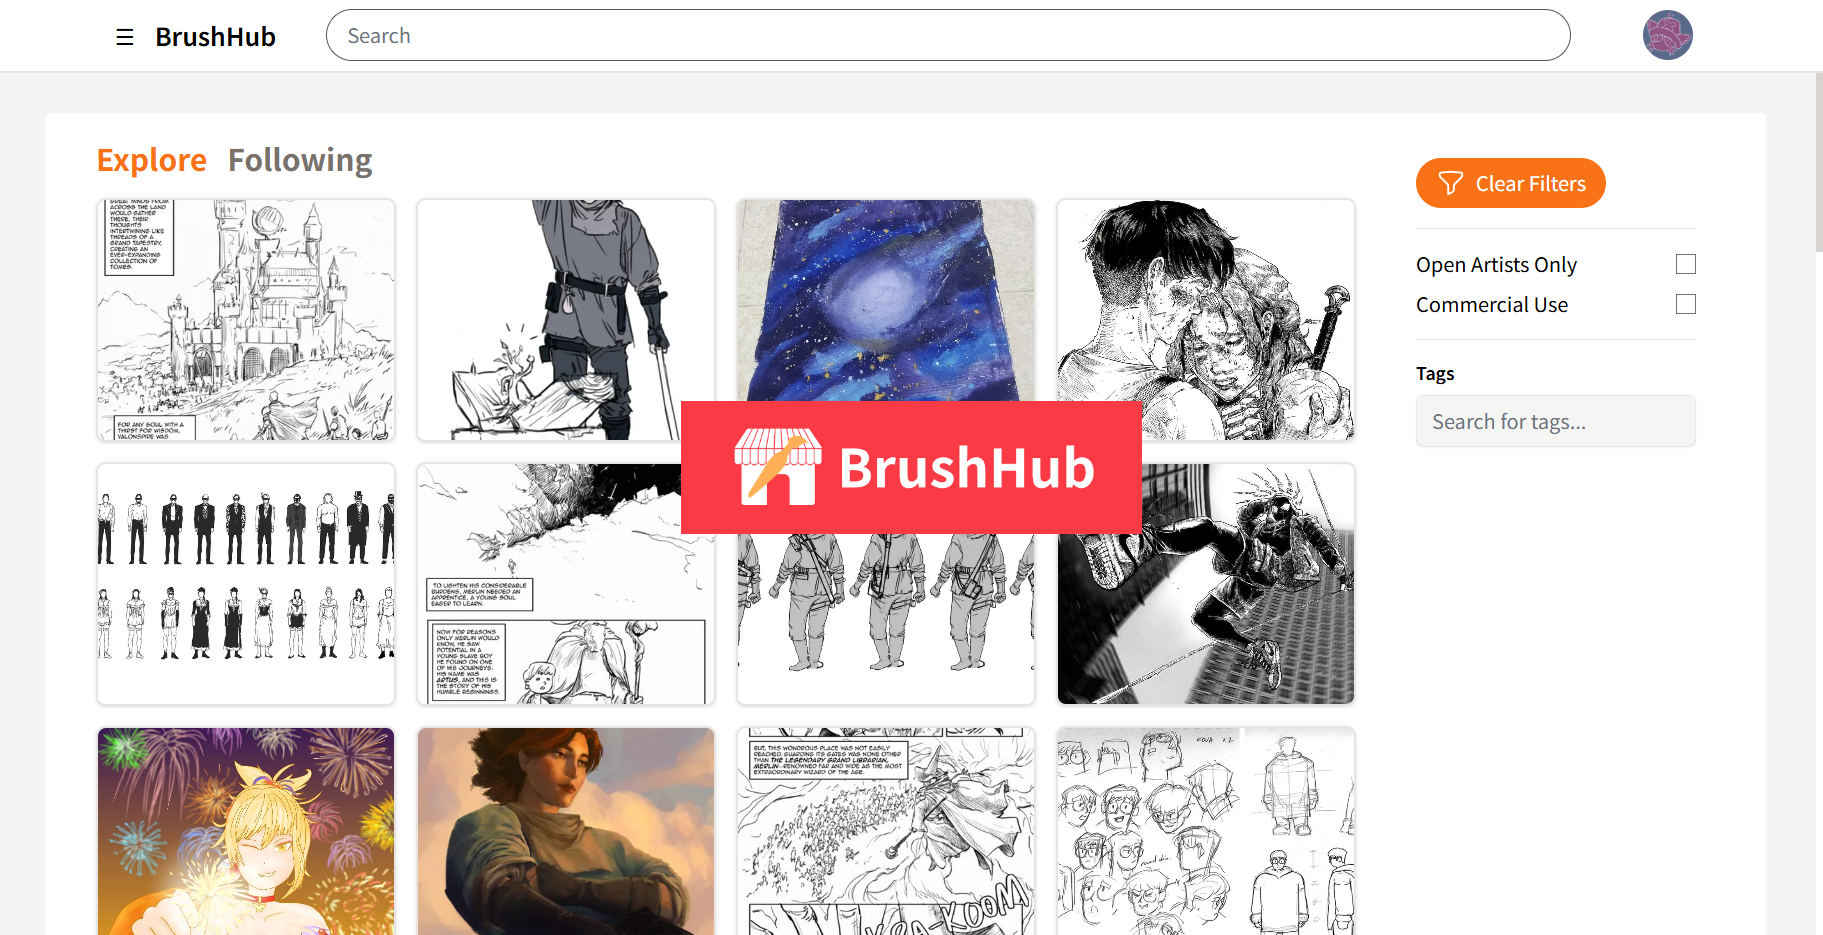 BrushHub
Search
Explore
Following
Clear Filters
Open Artists Only
Commercial Use
Tags
Search for tags...
GREAT MINDS FROM
ACROSS THE LAND
WOULD GATHER
THERE, THEIR
THOUGHTS
INTERTWINING LIKE
THREADS OF A
GRAND TAPESTRY,
CREATING AN
EVER-EXPANDING
COLLECTION OF
TOMES.
FOR ANY SOUL WITH A
THIRST FOR WISDOM,
VALONSPIRE WAS
BrushHub
TO LIGHTEN HIS CONSIDERABLE
BURDENS, MERLIN NEEDED AN
APPRENTICE, A YOUNG SOUL
EAGER TO LEARN.
NOW FOR REASONS
ONLY MERLIN WOULD
KNOW, HE SAW
POTENTIAL IN A
YOUNG SLAVE BOY
HE FOUND ON ONE
OF HIS JOURNEYS.
HIS NAME WAS
ARTUS, AND THIS IS
THE STORY OF HIS
HUMBLE BEGINNINGS.
BUT, THIS WONDROUS PLACE WAS NOT EASILY
REACHED. GUARDING ITS GATES WAS NONE OTHER
THAN THE LEGENDARY GRAND LIBRARIAN,
MERLIN—RENOWNED FAR AND WIDE AS THE MOST
EXTRAORDINARY WIZARD OF THE AGE.